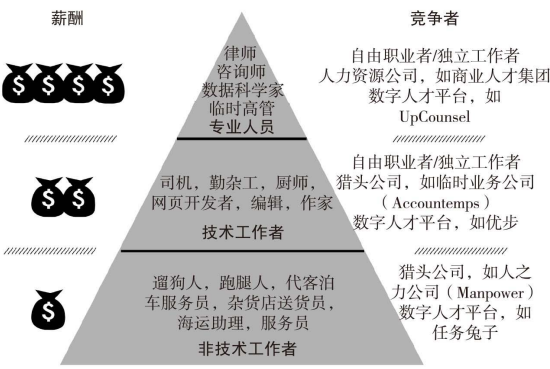 薪酬
竞争者
律师
咨询师
数据科学家
临时高管
专业人员
自由职业者/独立工作者
人力资源公司，如商业人才集团
数字人才平台，如
UpCounsel
司机，勤杂工，厨师，
网页开发者，编辑，作家
技术工作者
自由职业者/独立工作者
猎头公司，如临时业务公司
（Accountemps）
数字人才平台，如优步
遛狗人，跑腿人，代客泊
车服务员，杂货店送货员，
海运助理，服务员
非技术工作者
猎头公司，如人之
力公司（Manpower）
数字人才平台，如
任务兔子